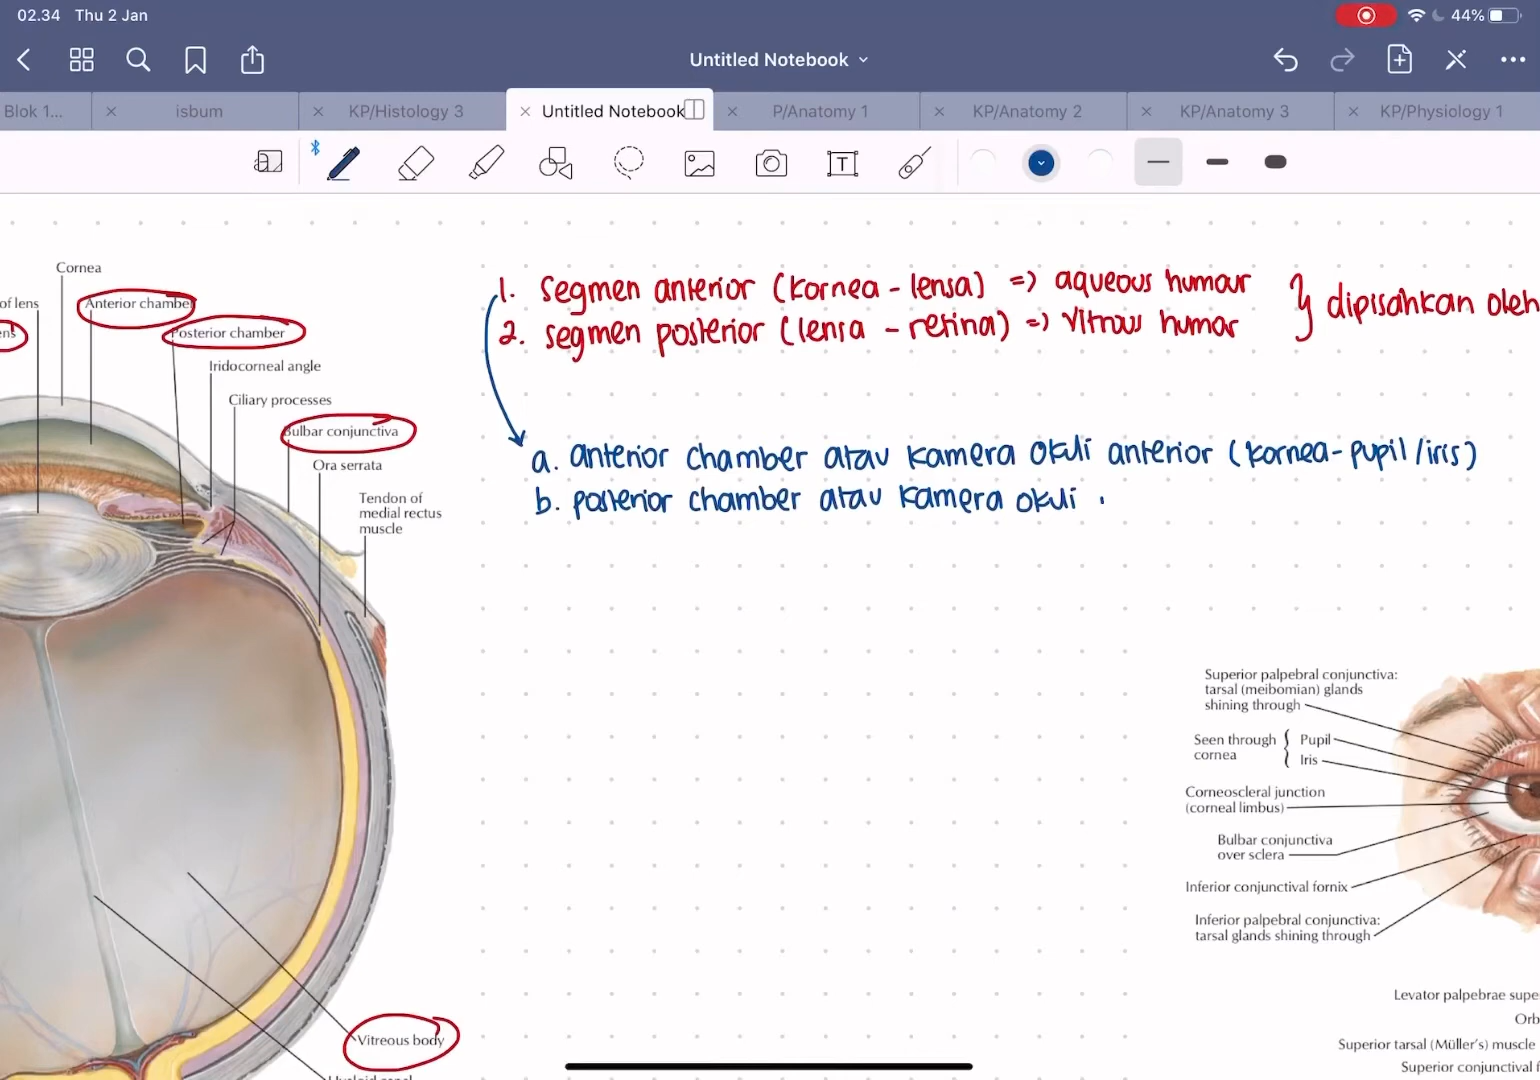 02.34 Thu 2 Jan
44%
Untitled Notebook
Blok 1...
isbum
KP/Histology 3
Untitled Notebook
P/Anatomy 1
KP/Anatomy 2
KP/Anatomy 3
KP/Physiology 1
Cornea
of lens
Anterior chamber
ens
Posterior chamber
Iridocorneal angle
Ciliary processes
Bulbar conjunctiva
Ora serrata
Tendon of
medial rectus
muscle
Vitreous body
Hyaloid canal
1. Segmen anterior (kornea - lensa) => aqueous humour
2. segmen posterior (lensa - retina) => vitrous humor
} dipisahkan oleh
a. anterior chamber atau kamera okuli anterior (kornea - pupil/iris)
b. posterior chamber atau kamera okuli
Superior palpebral conjunctiva:
tarsal (meibomian) glands
shining through
Seen through
cornea
{
Pupil
Iris
Corneoscleral junction
(corneal limbus)
Bulbar conjunctiva
over sclera
Inferior conjunctival fornix
Inferior palpebral conjunctiva:
tarsal glands shining through
Levator palpebrae supe
Orb
Superior tarsal (Müller's) muscle
Superior conjunctival f